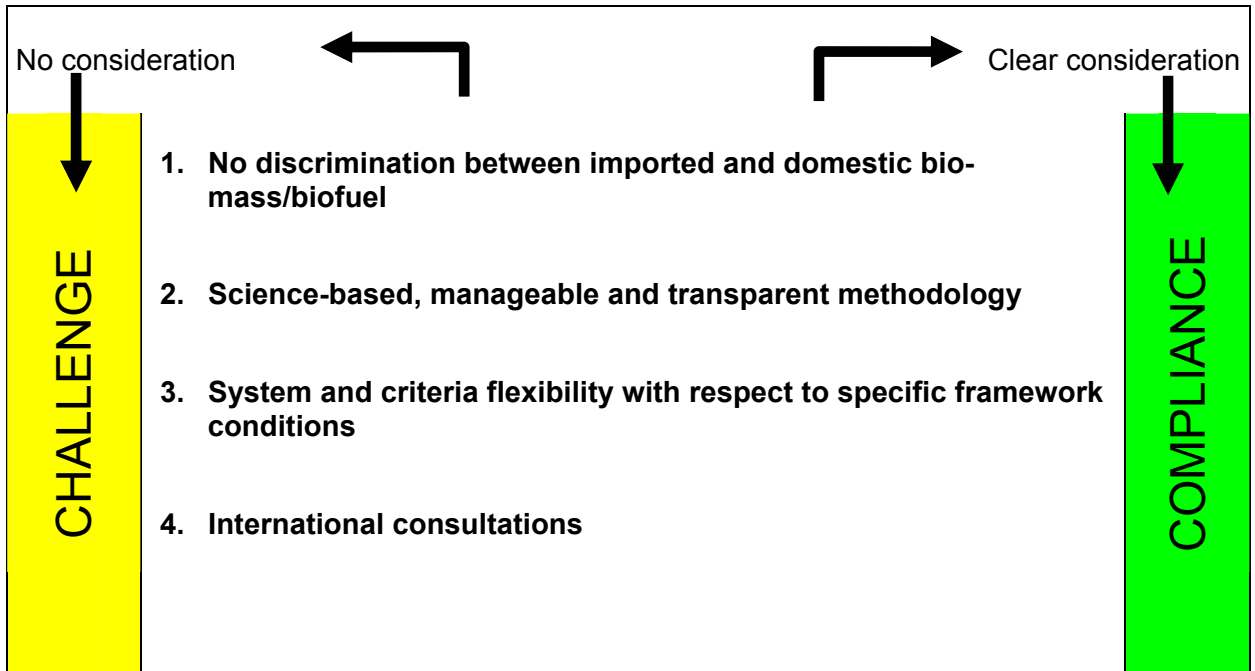 No consideration
Clear consideration
CHALLENGE
1. No discrimination between imported and domestic bio-
mass/biofuel
2. Science-based, manageable and transparent methodology
3. System and criteria flexibility with respect to specific framework
conditions
4. International consultations
COMPLIANCE